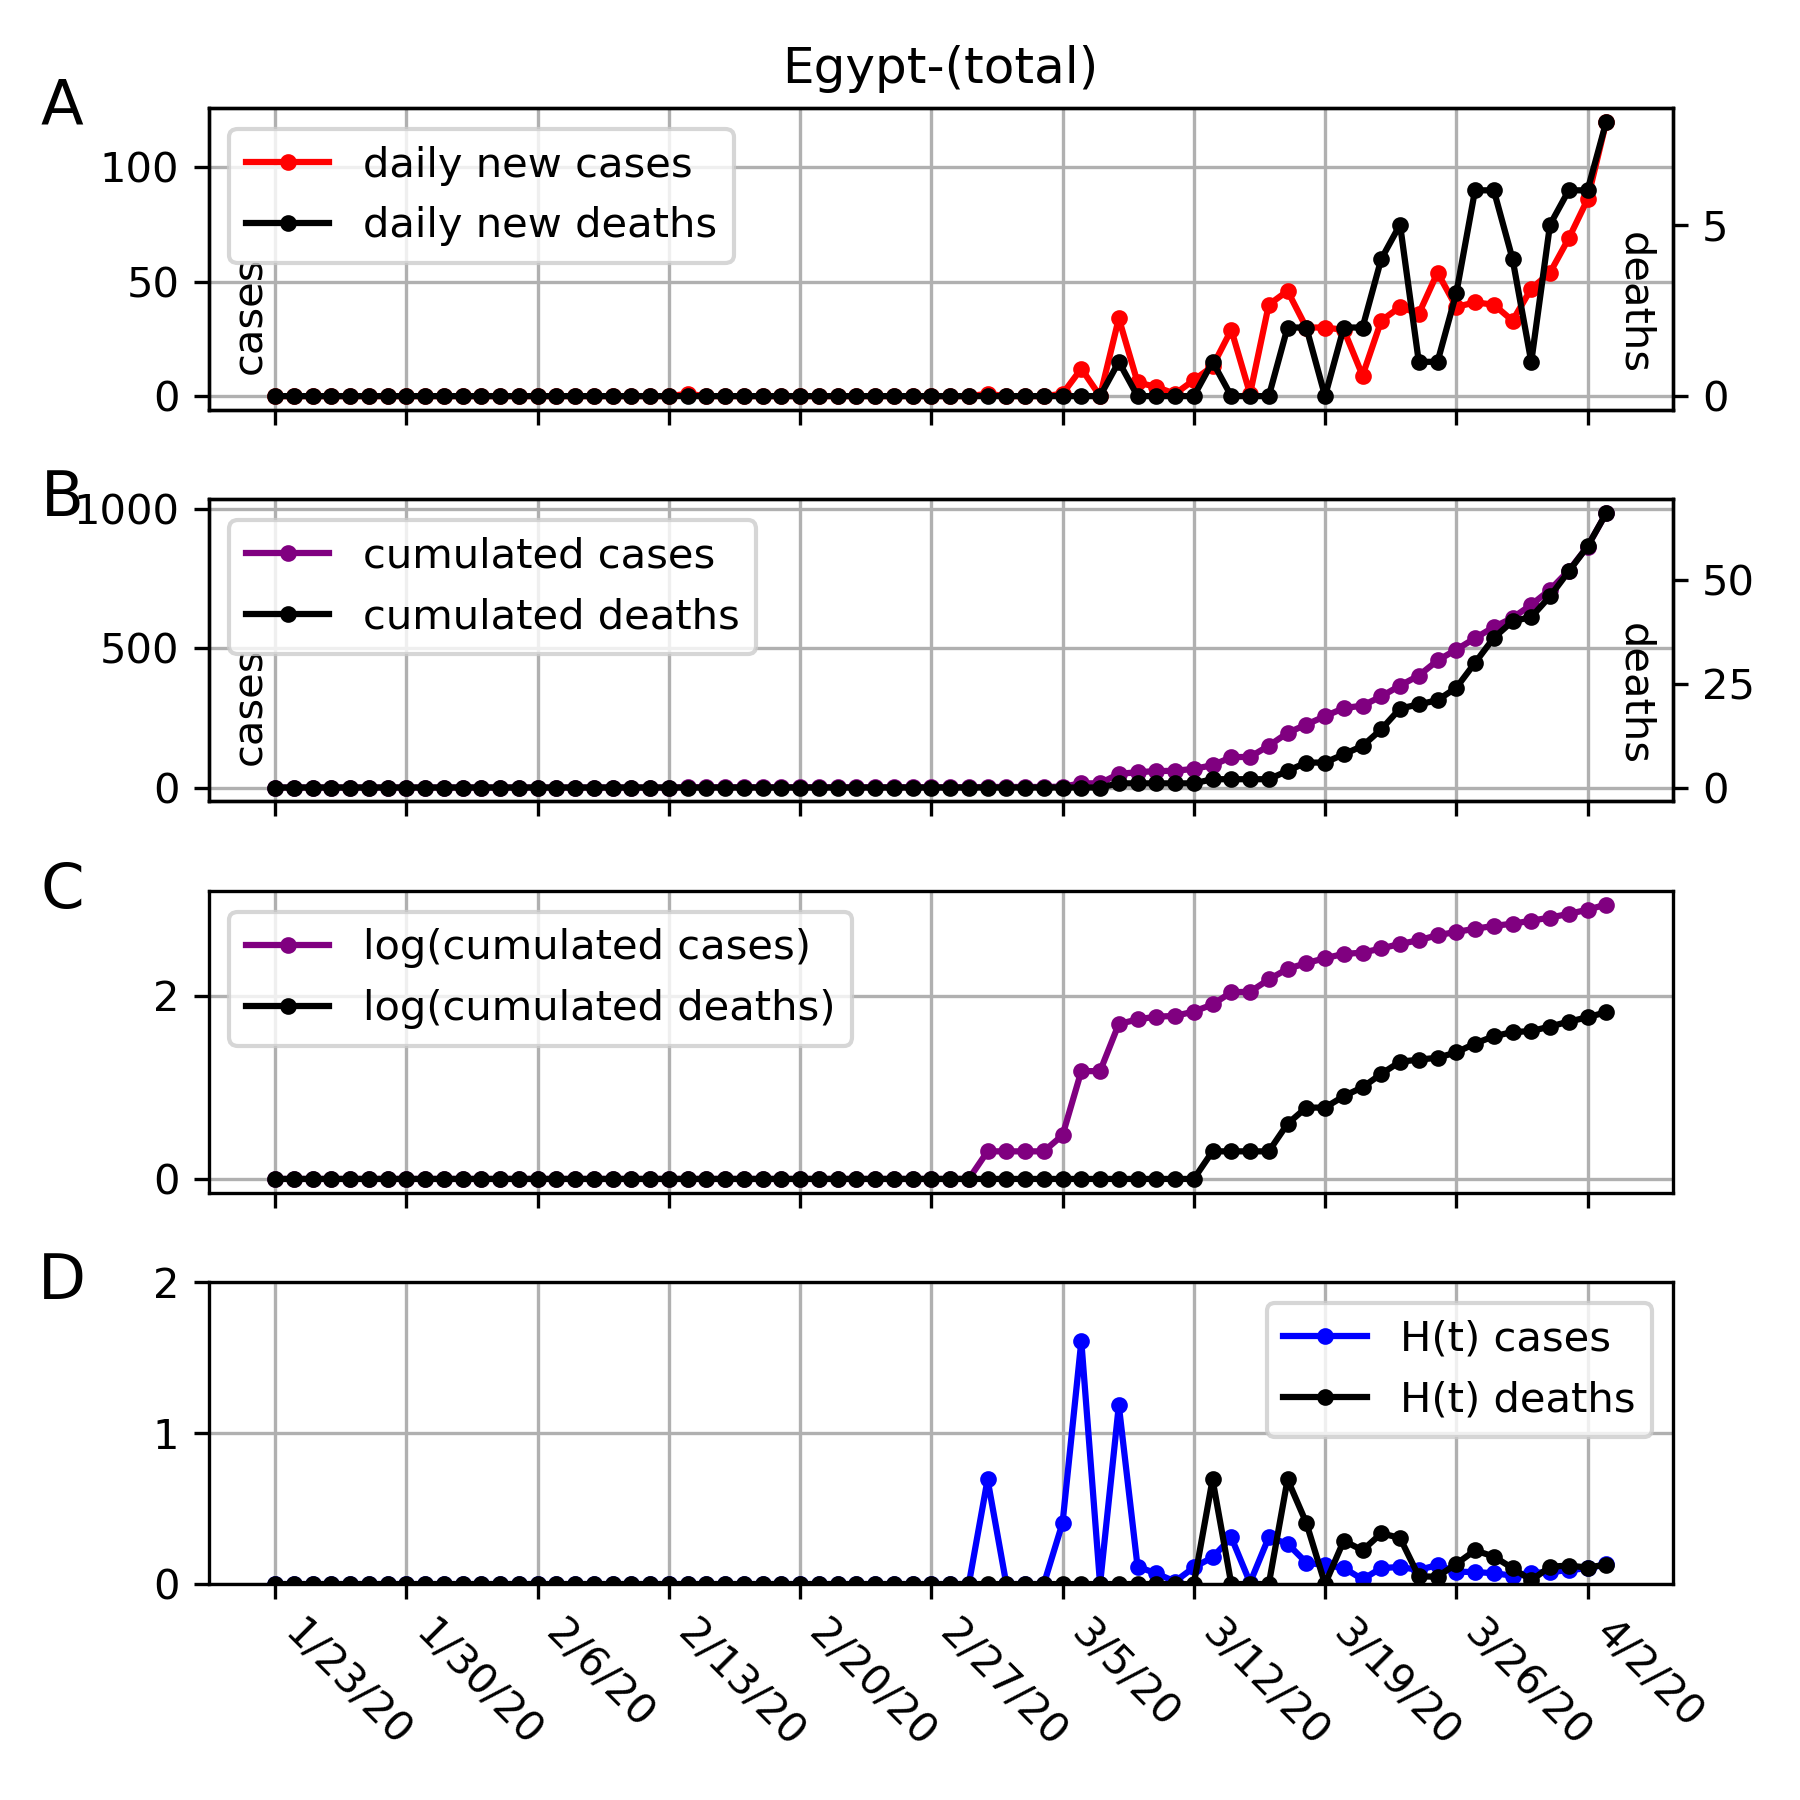 Egypt-(total)
A
daily new cases
daily new deaths
100
50
0
cases
5
0
deaths
B
cumulated cases
cumulated deaths
1000
500
0
cases
50
25
0
deaths
C
log(cumulated cases)
log(cumulated deaths)
2
0
D
H(t) cases
H(t) deaths
2
1
0
1/23/20
1/30/20
2/6/20
2/13/20
2/20/20
2/27/20
3/5/20
3/12/20
3/19/20
3/26/20
4/2/20